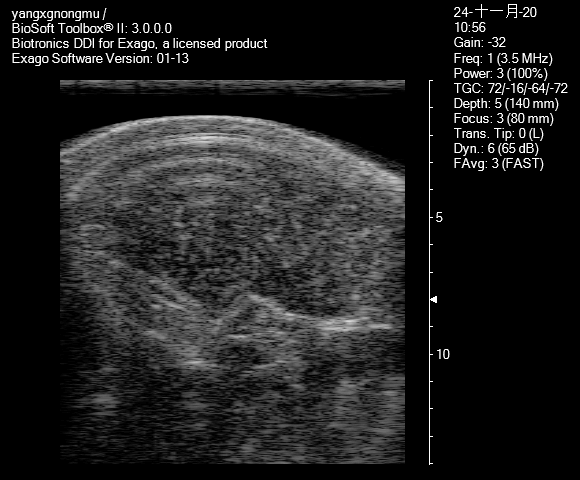 yangxgnongmu /
BioSoft Toolbox® II: 3.0.0.0
Biotronics DDI for Exago, a licensed product
Exago Software Version: 01-13
24-十一月-20
10:56
Gain: -32
Freq: 1 (3.5 MHz)
Power: 3 (100%)
TGC: 72/-16/-64/-72
Depth: 5 (140 mm)
Focus: 3 (80 mm)
Trans. Tip: 0 (L)
Dyn.: 6 (65 dB)
FAvg: 3 (FAST)
5
10